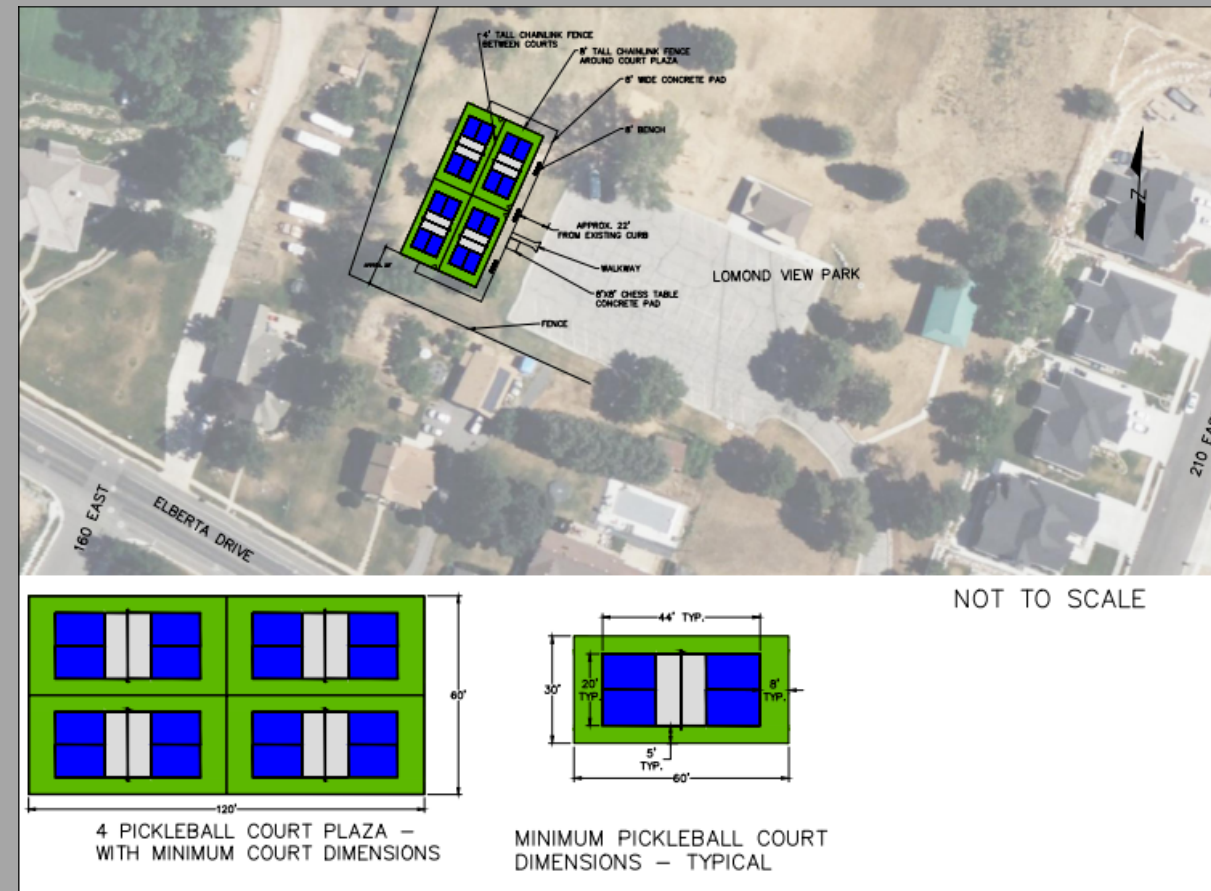 4' TALL CHAINLINK FENCE
BETWEEN COURTS
8' TALL CHAINLINK FENCE
AROUND COURT PLAZA
6' WIDE CONCRETE PAD
8' BENCH
APPROX. 22'
FROM EXISTING CURB
WALKWAY
8'X8' CHESS TABLE
CONCRETE PAD
FENCE
N
LOMOND VIEW PARK
160 EAST
ELBERTA DRIVE
NOT TO SCALE
60'
120'
4 PICKLEBALL COURT PLAZA –
WITH MINIMUM COURT DIMENSIONS
44' TYP.
30'
20'
TYP.
8'
TYP.
5'
TYP.
60'
MINIMUM PICKLEBALL COURT
DIMENSIONS – TYPICAL